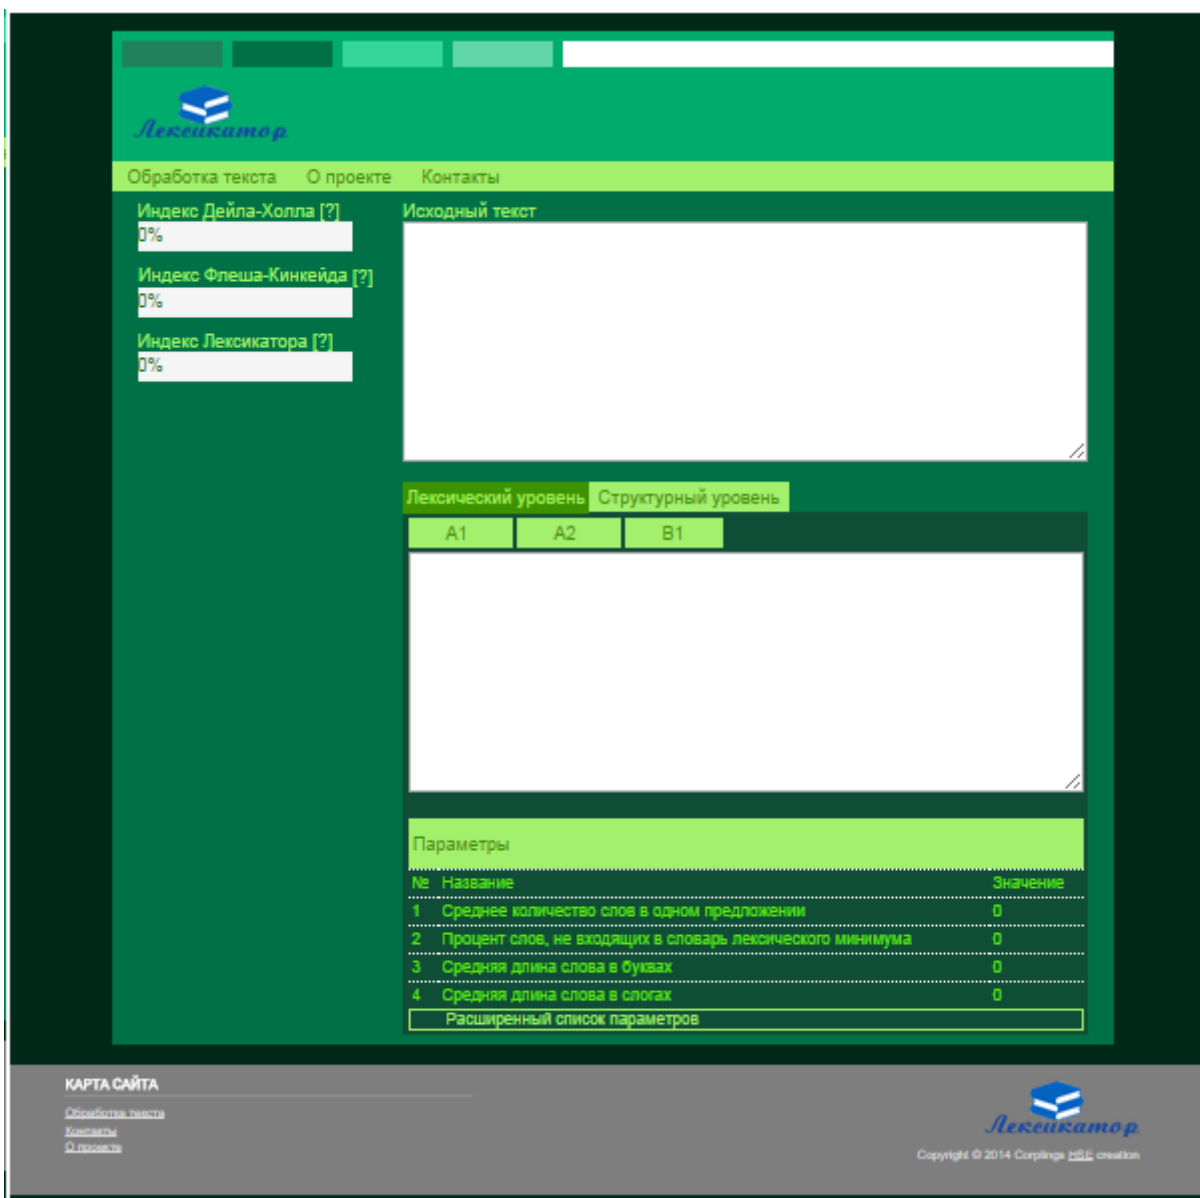 Лексикатор
Обработка текста О проекте Контакты
Индекс Дейла-Холла [?]
0%
Индекс Флеша-Кинкейда [?]
0%
Индекс Лексикатора [?]
0%
Исходный текст
Лексический уровень Структурный уровень
A1 A2 B1
Параметры
№ Название Значение
1 Среднее количество слов в одном предложении 0
2 Процент слов, не входящих в словарь лексического минимума 0
3 Средняя длина слова в буквах 0
4 Средняя длина слова в слогах 0
Расширенный список параметров
КАРТА САЙТА
Обработка текста
Контакты
О проекте
Лексикатор
Copyright © 2014 Corplings HSE creation